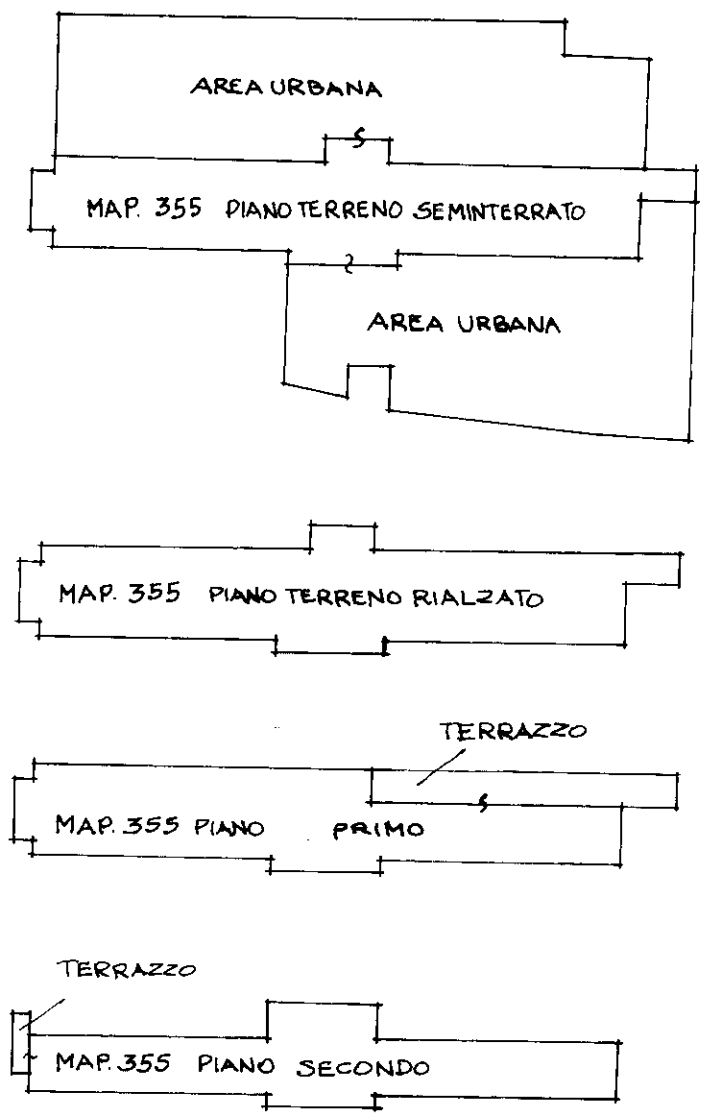 AREA URBANA
MAP. 355 PIANO TERRENO SEMINTERRATO
AREA URBANA
MAP. 355 PIANO TERRENO RIALZATO
TERRAZZO
MAP. 355 PIANO PRIMO
TERRAZZO
MAP. 355 PIANO SECONDO